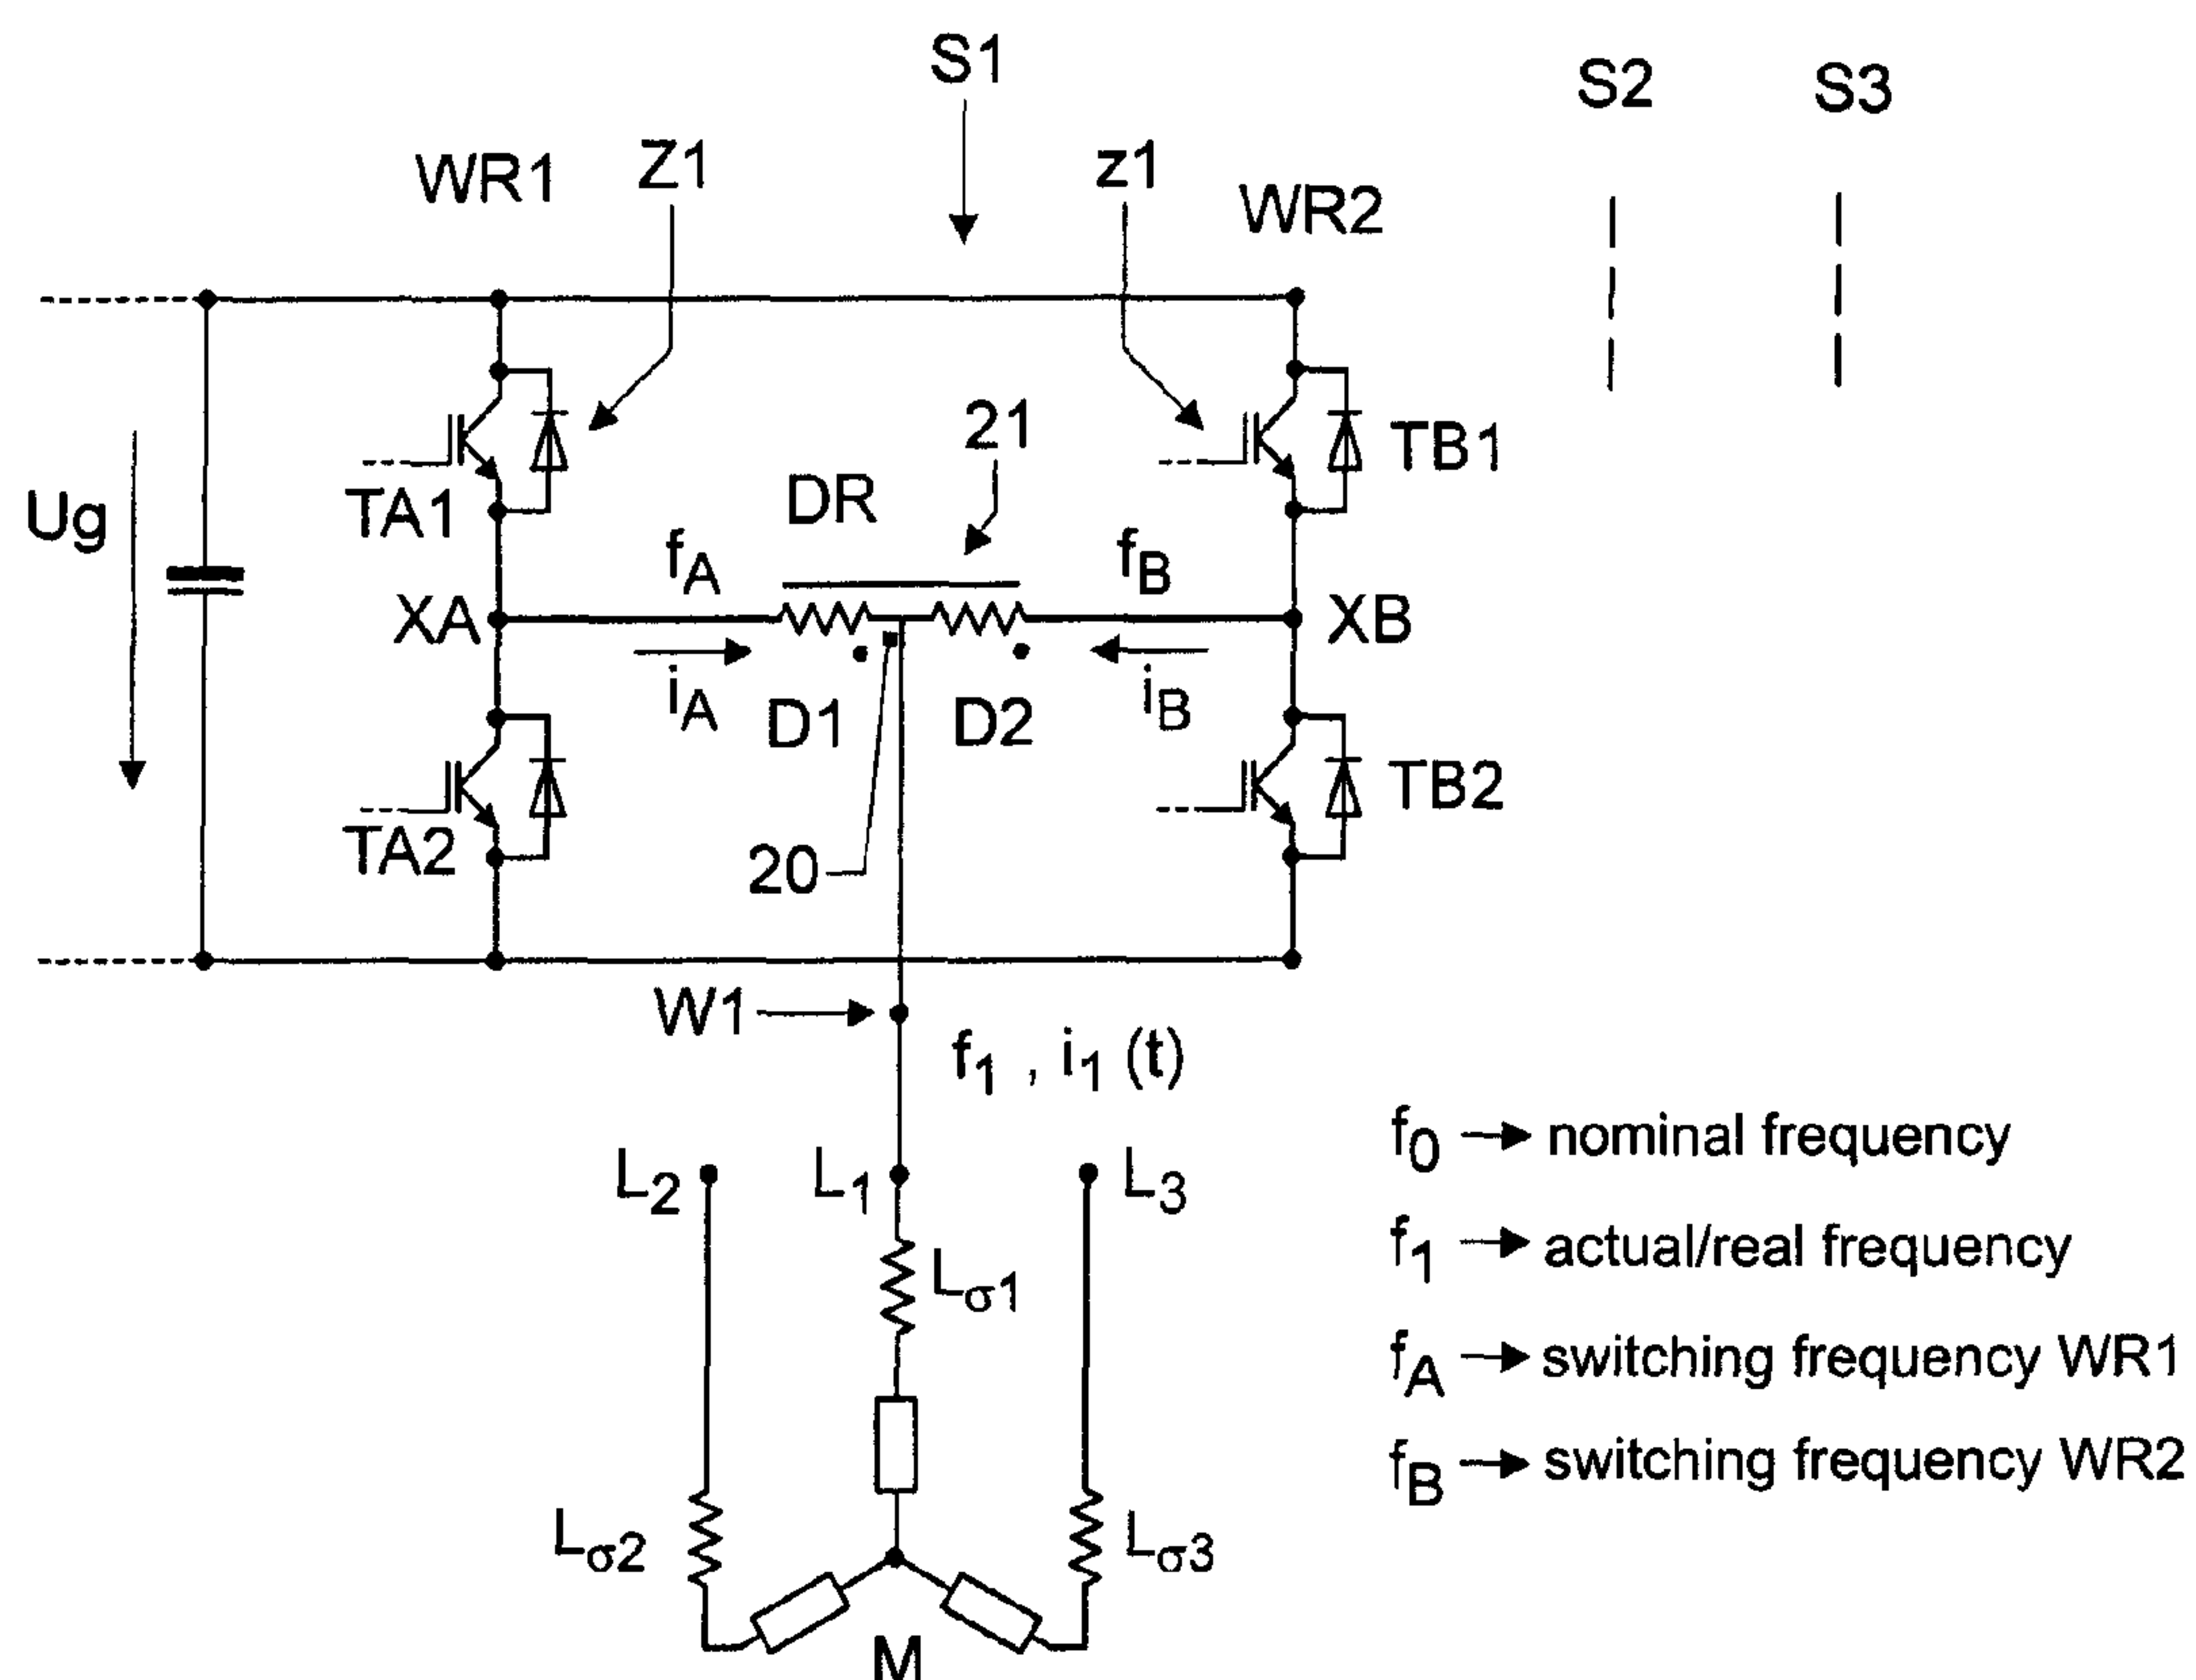 S1
S2
S3
WR1
Z1
z1
WR2
21
TB1
DR
TA1
Ug
fA
fB
XA
XB
iA
iB
D1
D2
TB2
TA2
20
W1
f1 , i1 (t)
f0 → nominal frequency
L2
L1
L3
f1 → actual/real frequency
Lσ1
fA → switching frequency WR1
fB → switching frequency WR2
Lσ2
Lσ3
M